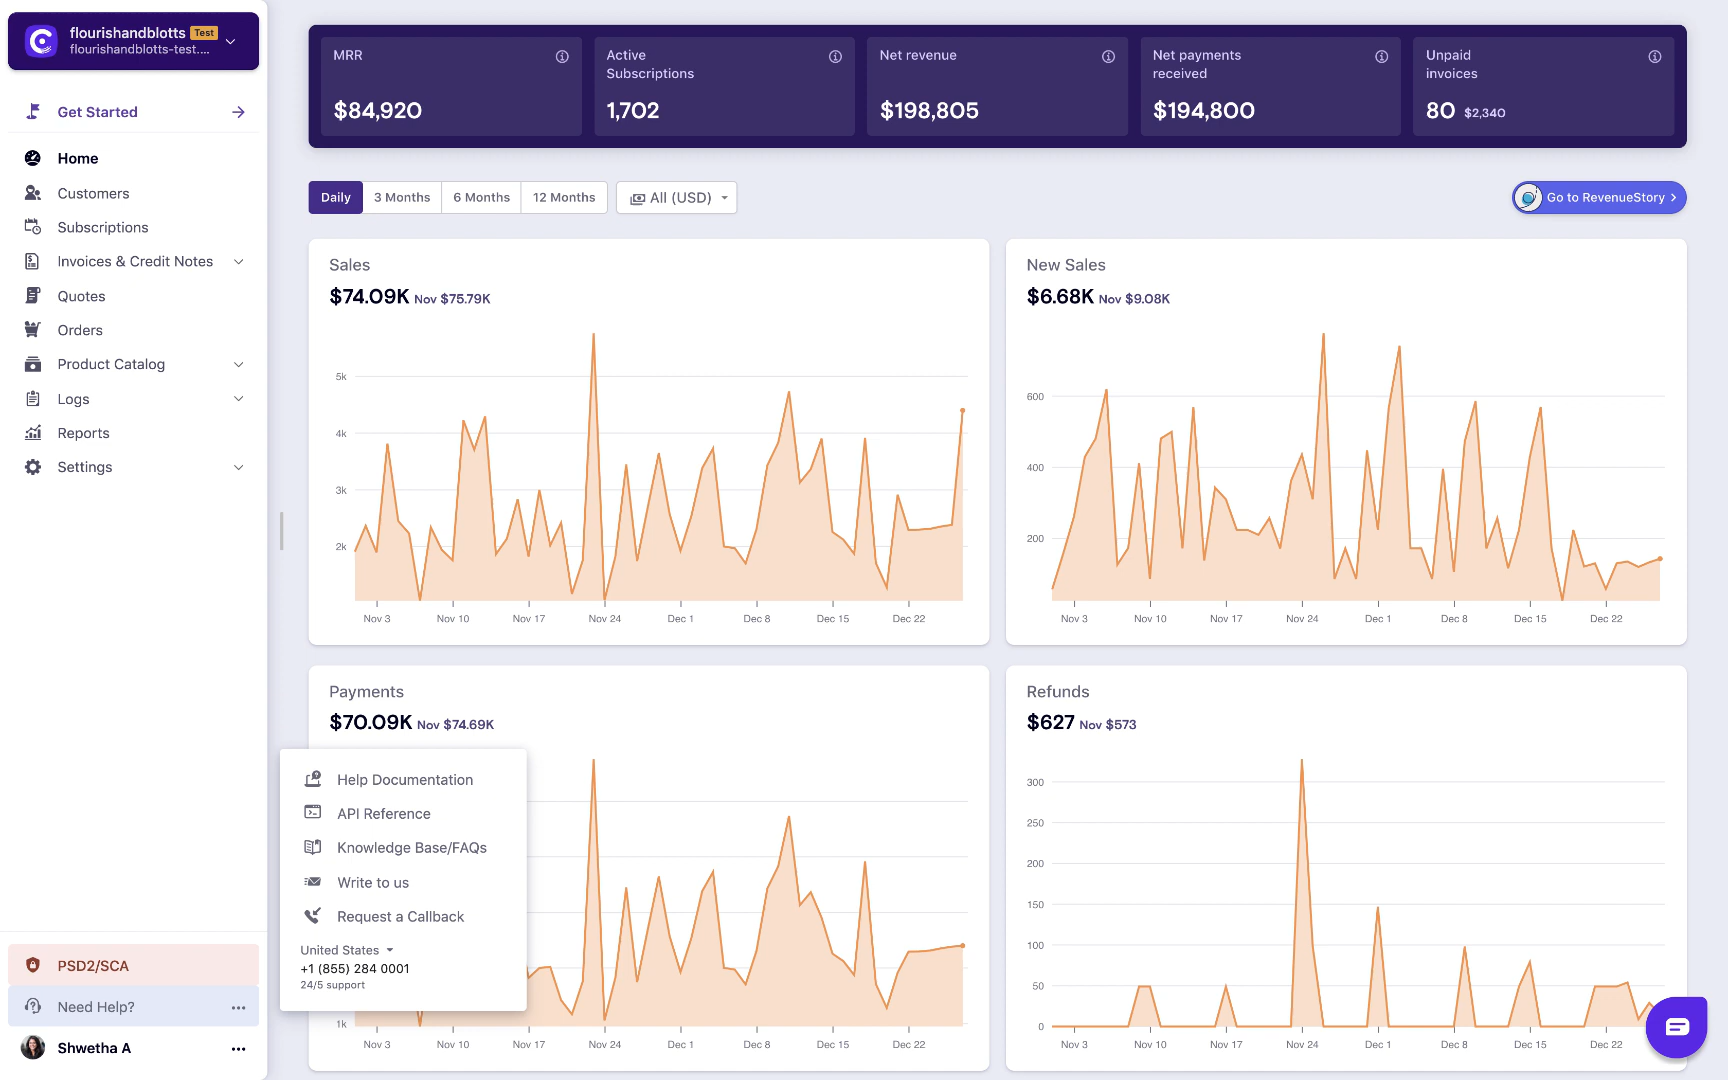 flourishandblotts Test
flourishandblotts-test....
Get Started
Home
Customers
Subscriptions
Invoices & Credit Notes
Quotes
Orders
Product Catalog
Logs
Reports
Settings
PSD2/SCA
Need Help?
Shwetha A
MRR
$84,920
Active
Subscriptions
1,702
Net revenue
$198,805
Net payments
received
$194,800
Unpaid
invoices
80 $2,340
Daily 3 Months 6 Months 12 Months All (USD)
Go to RevenueStory
Sales
$74.09K Nov $75.79K
5k
4k
3k
2k
Nov 3 Nov 10 Nov 17 Nov 24 Dec 1 Dec 8 Dec 15 Dec 22
New Sales
$6.68K Nov $9.08K
600
400
200
Nov 3 Nov 10 Nov 17 Nov 24 Dec 1 Dec 8 Dec 15 Dec 22
Payments
$70.09K Nov $74.69K
1k
Nov 3 Nov 10 Nov 17 Nov 24 Dec 1 Dec 8 Dec 15 Dec 22
Help Documentation
API Reference
Knowledge Base/FAQs
Write to us
Request a Callback
United States
+1 (855) 284 0001
24/5 support
Refunds
$627 Nov $573
300
250
200
150
100
50
0
Nov 3 Nov 10 Nov 17 Nov 24 Dec 1 Dec 8 Dec 15 Dec 22